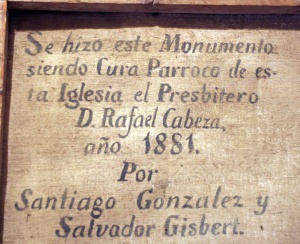 Se hizo este Monumento
siendo Cura Parroco de es-
ta Iglesia el Presbitero
D. Rafael Cabeza,
año 1881.
Por
Santiago Gonzalez y
Salvador Gisbert.